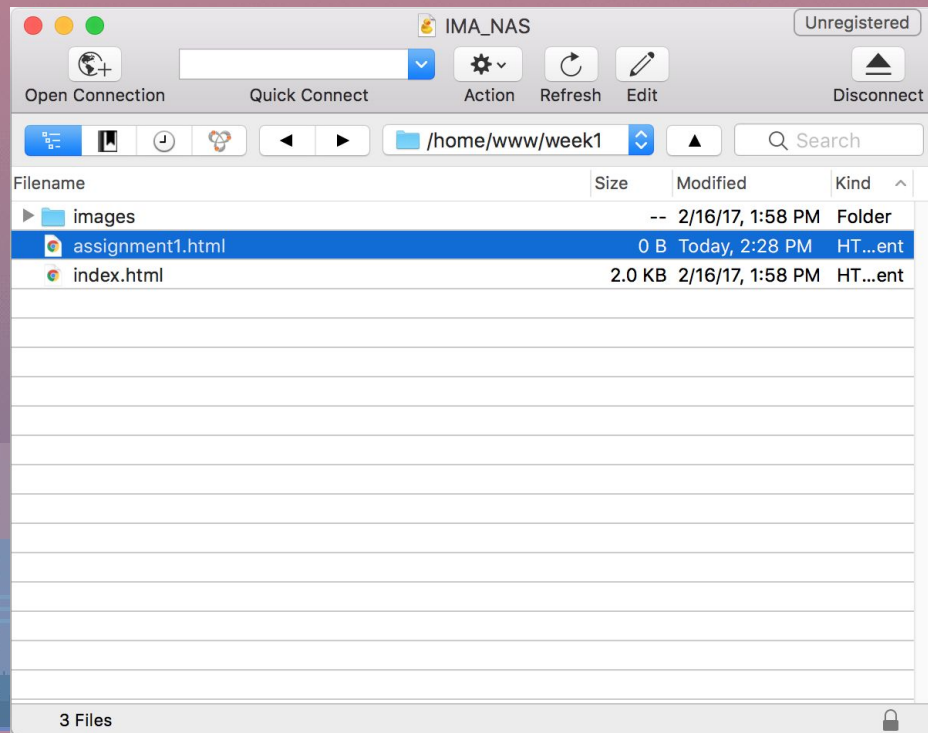 IMA_NAS
Unregistered
Open Connection Quick Connect Action Refresh Edit Disconnect
/home/www/week1 Search
Filename Size Modified Kind
images -- 2/16/17, 1:58 PM Folder
assignment1.html 0 B Today, 2:28 PM HT...ent
index.html 2.0 KB 2/16/17, 1:58 PM HT...ent
3 Files